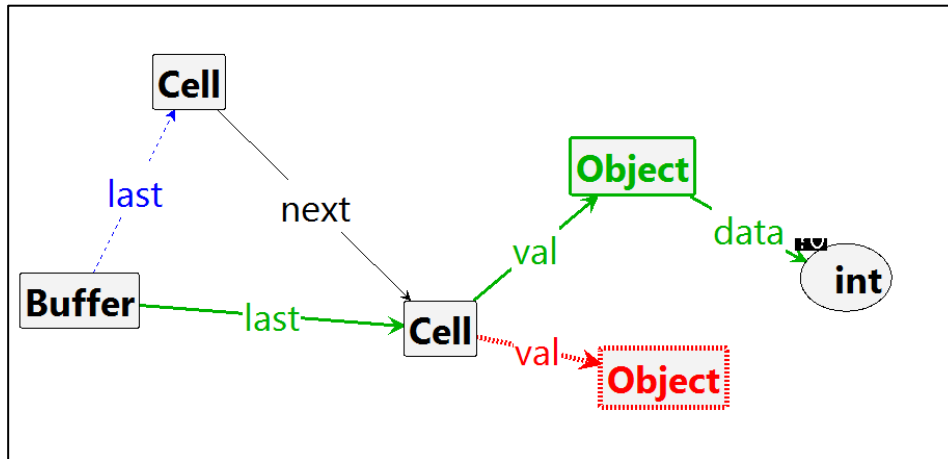 Cell
last
next
Object
val
data
int
Buffer
last
Cell
val
Object